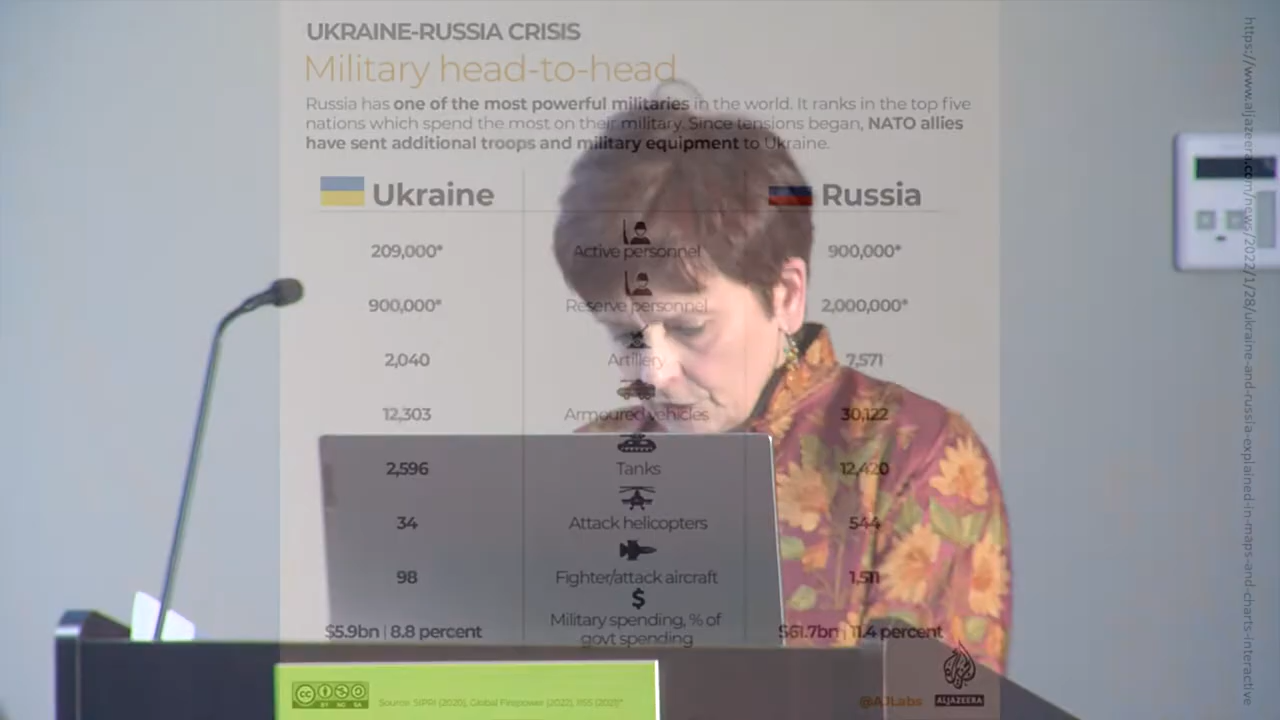 UKRAINE-RUSSIA CRISIS
Military head-to-head
Russia has one of the most powerful militaries in the world. It ranks in the top five
nations which spend the most on their military. Since tensions began, NATO allies
have sent additional troops and military equipment to Ukraine.
Ukraine Russia
209,000* Active personnel 900,000*
900,000* Reserve personnel 2,000,000*
2,040 Artillery 7,571
12,303 Armoured vehicles 30,122
2,596 Tanks 12,420
34 Attack helicopters 544
98 Fighter/attack aircraft 1,511
$
$5.9bn | 8.8 percent Military spending, % of govt spending $61.7bn | 11.4 percent
cc BY NC SA
Source: SIPRI (2020), Global Firepower (2022), IISS (2021)*
@AJLabs ALJAZEERA
https://www.aljazeera.com/news/2022/1/28/ukraine-and-russia-explained-in-maps-and-charts-interactive